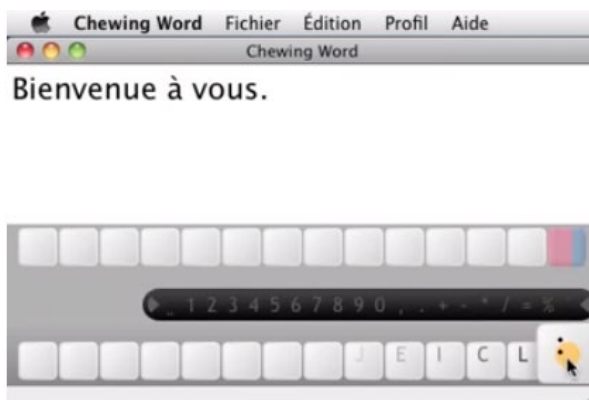 Chewing Word Fichier Édition Profil Aide
Chewing Word
Bienvenue à vous.
1 2 3 4 5 6 7 8 9 0 , . + - * / = %
J E I C L :